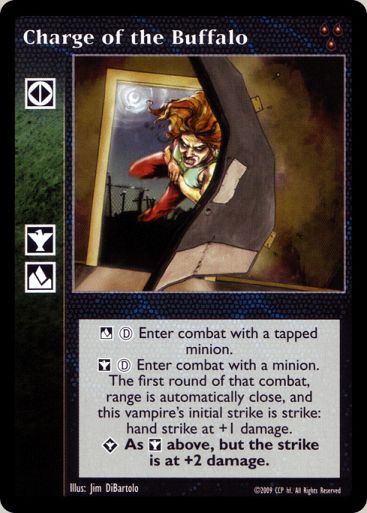 Charge of the Buffalo
D Enter combat with a tapped
minion.
D Enter combat with a minion.
The first round of that combat,
range is automatically close, and
this vampire's initial strike is strike:
hand strike at +1 damage.
As above, but the strike
is at +2 damage.
Illus: Jim DiBartolo
©2009 CCP hf. All Rights Reserved